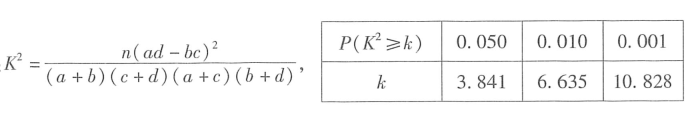 K² = n(ad − bc)² / (a + b)(c + d)(a + c)(b + d) ,
P(K² ⩾ k) 0.050 0.010 0.001
k 3.841 6.635 10.828